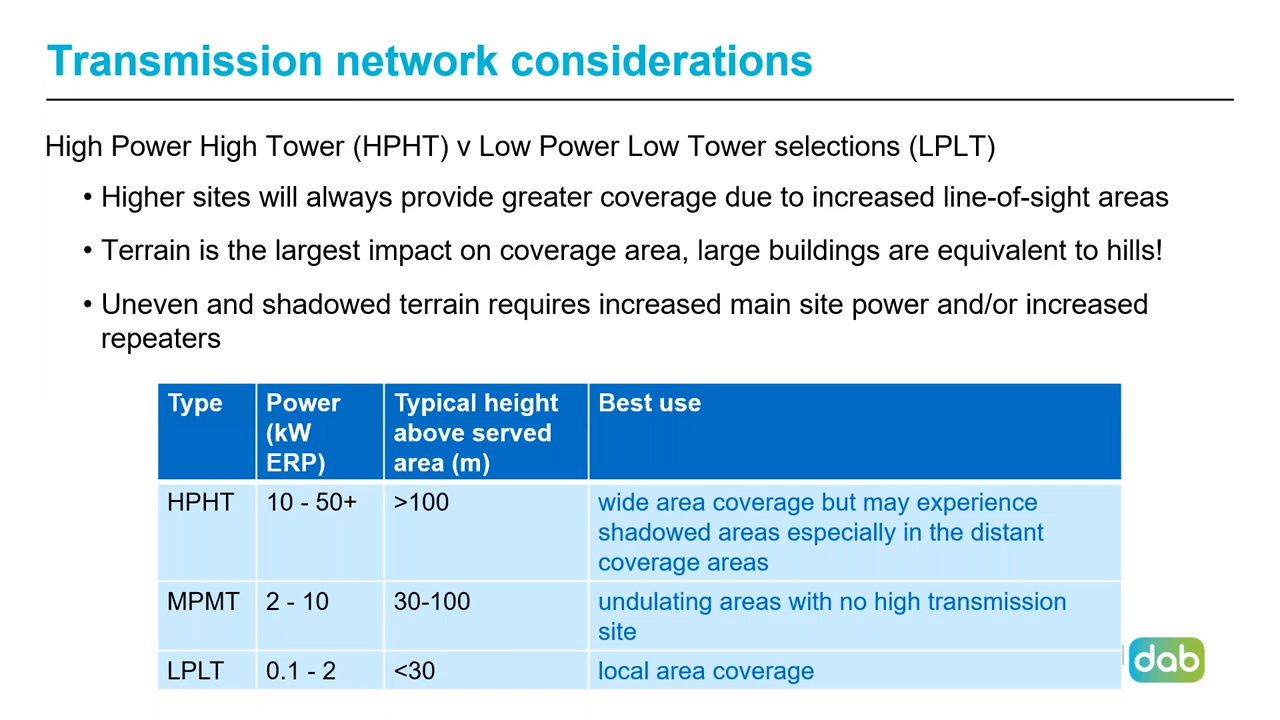 Transmission network considerations
High Power High Tower (HPHT) v Low Power Low Tower selections (LPLT)
• Higher sites will always provide greater coverage due to increased line-of-sight areas
• Terrain is the largest impact on coverage area, large buildings are equivalent to hills!
• Uneven and shadowed terrain requires increased main site power and/or increased
repeaters
Type
Power
(kW
ERP)
Typical height
above served
area (m)
Best use
HPHT
10 - 50+
>100
wide area coverage but may experience
shadowed areas especially in the distant
coverage areas
MPMT
2 - 10
30-100
undulating areas with no high transmission
site
LPLT
0.1 - 2
<30
local area coverage
dab